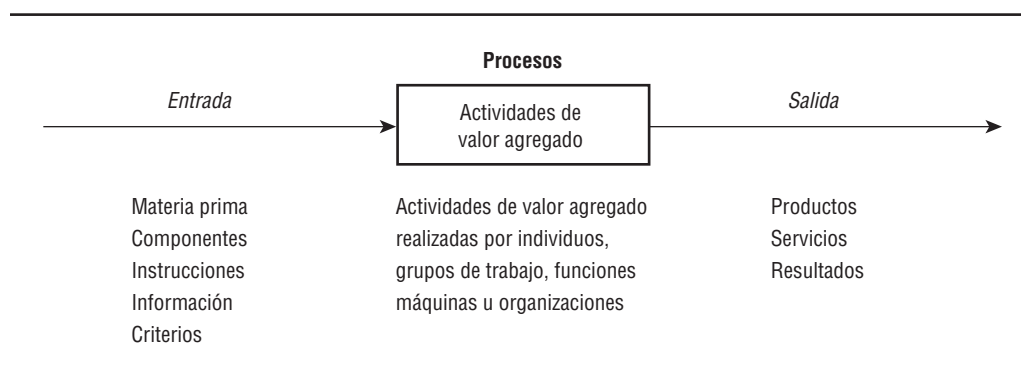 Procesos
Entrada
Actividades de
valor agregado
Salida
Materia prima
Componentes
Instrucciones
Información
Criterios
Actividades de valor agregado
realizadas por individuos,
grupos de trabajo, funciones
máquinas u organizaciones
Productos
Servicios
Resultados